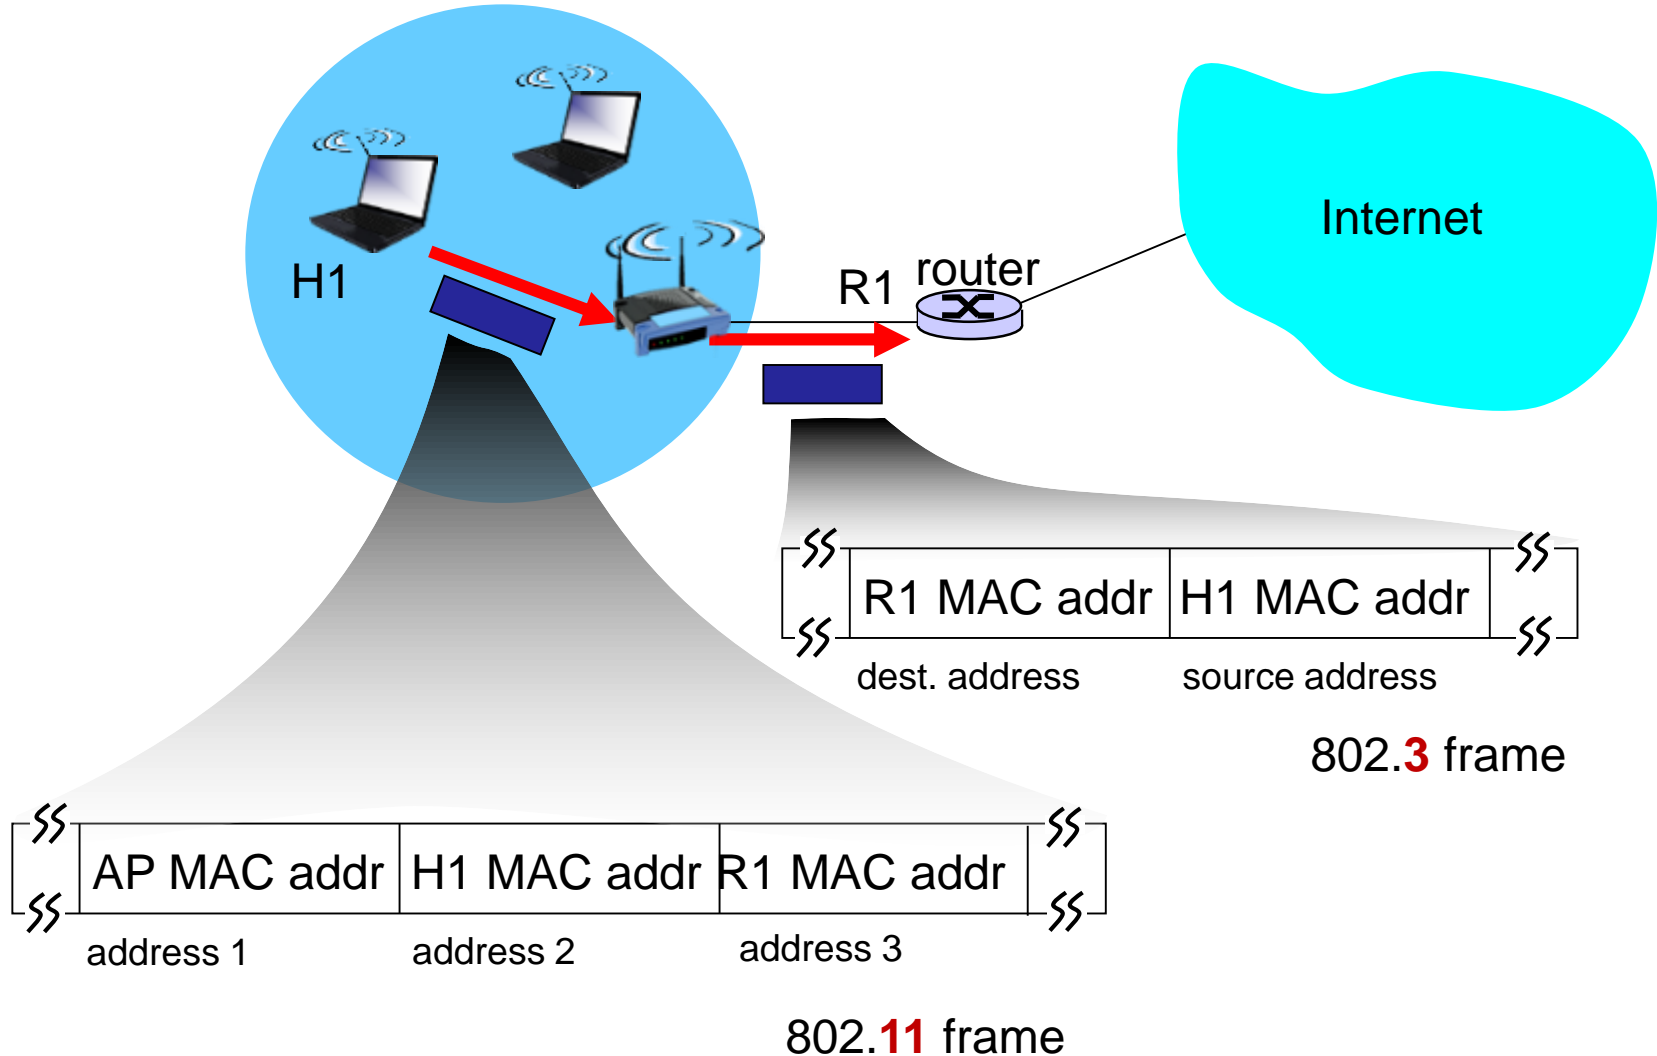 Internet
router
R1
H1
R1 MAC addr
H1 MAC addr
dest. address
source address
802.3 frame
AP MAC addr
H1 MAC addr
R1 MAC addr
address 1
address 2
address 3
802.11 frame